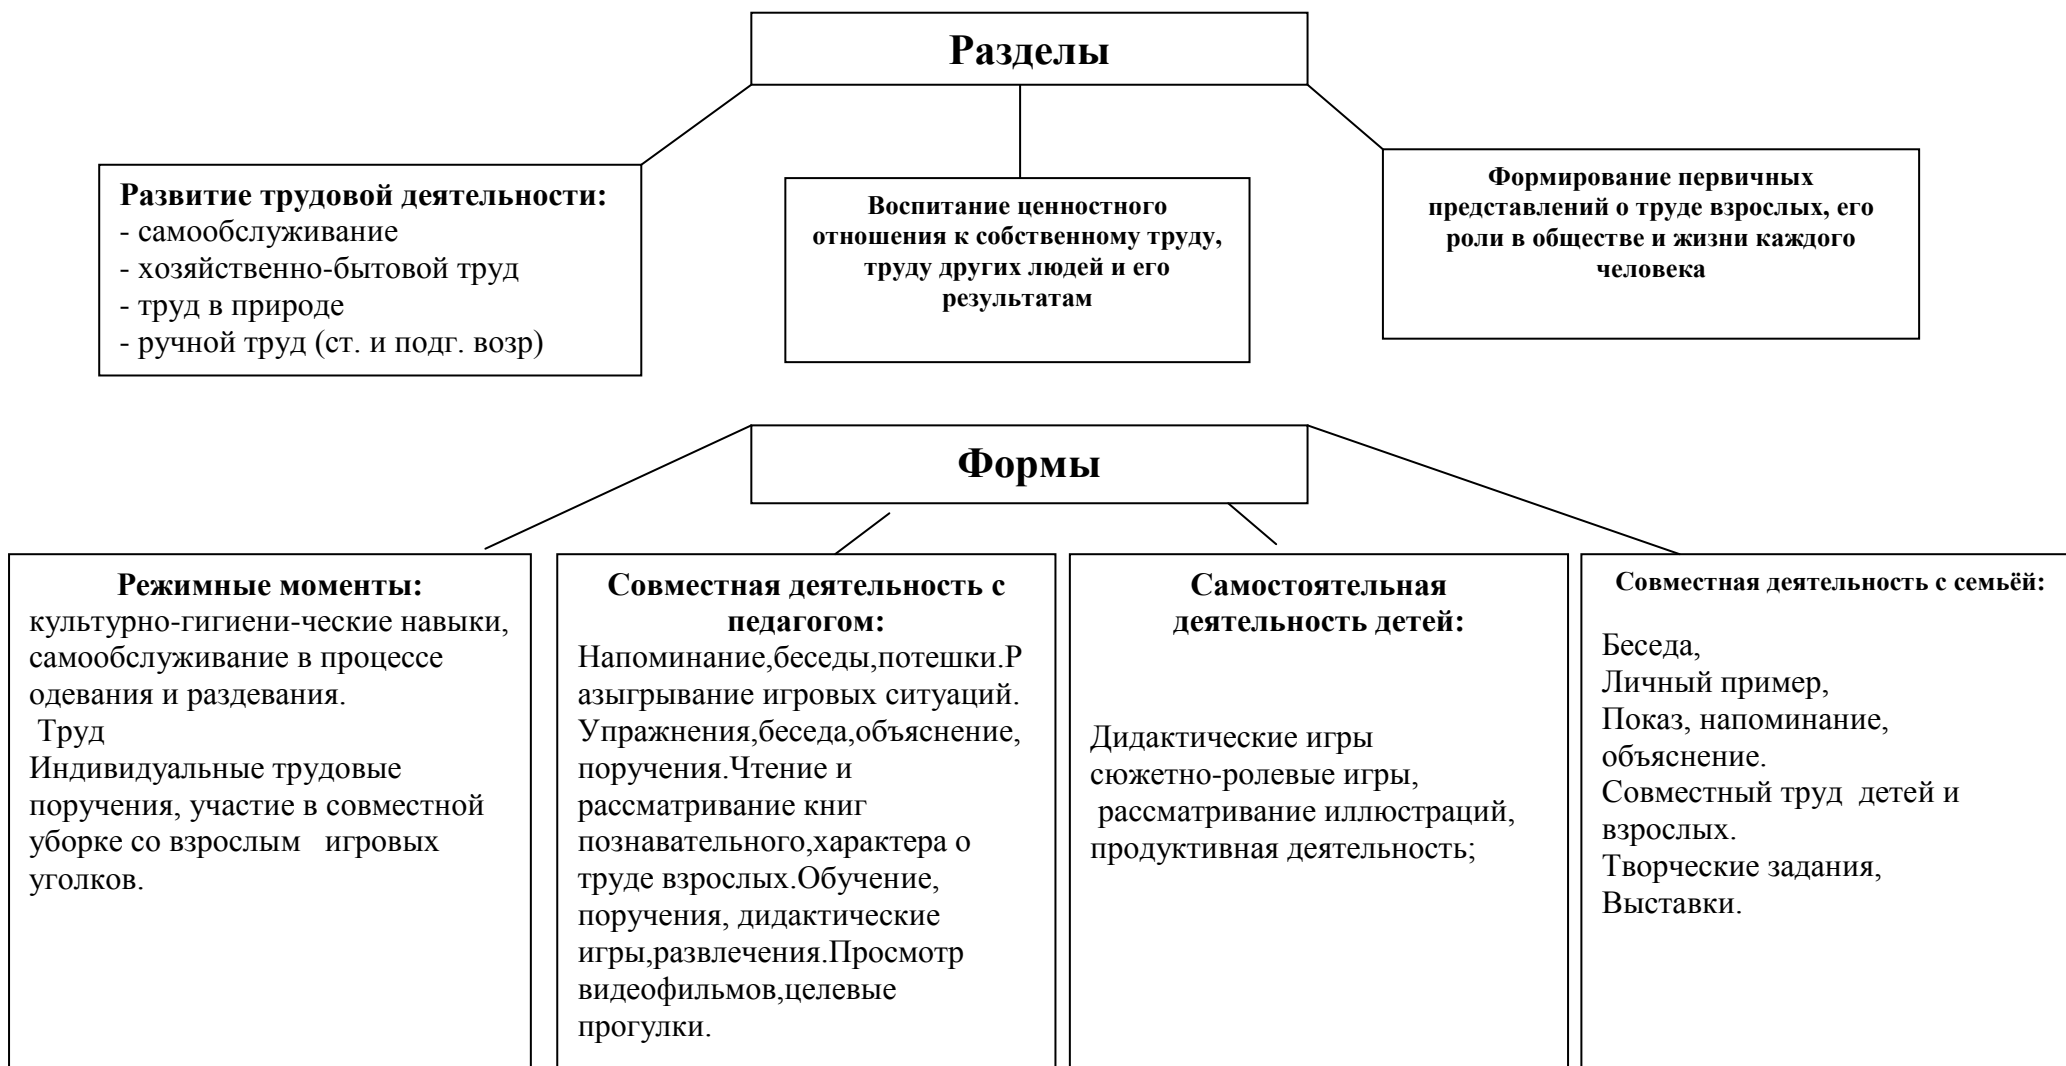 Разделы
Развитие трудовой деятельности:
- самообслуживание
- хозяйственно-бытовой труд
- труд в природе
- ручной труд (ст. и подг. возр)
Воспитание ценностного
отношения к собственному труду,
труду других людей и его
результатам
Формирование первичных
представлений о труде взрослых, его
роли в обществе и жизни каждого
человека
Формы
Режимные моменты:
культурно-гигиени-ческие навыки,
самообслуживание в процессе
одевания и раздевания.
Труд
Индивидуальные трудовые
поручения, участие в совместной
уборке со взрослым игровых
уголков.
Совместная деятельность с
педагогом:
Напоминание,беседы,потешки.Р
азыгрывание игровых ситуаций.
Упражнения,беседа,объяснение,
поручения.Чтение и
рассматривание книг
познавательного,характера о
труде взрослых.Обучение,
поручения, дидактические
игры,развлечения.Просмотр
видеофильмов,целевые
прогулки.
Самостоятельная
деятельность детей:
Дидактические игры
сюжетно-ролевые игры,
рассматривание иллюстраций,
продуктивная деятельность;
Совместная деятельность с семьёй:
Беседа,
Личный пример,
Показ, напоминание,
объяснение.
Совместный труд детей и
взрослых.
Творческие задания,
Выставки.